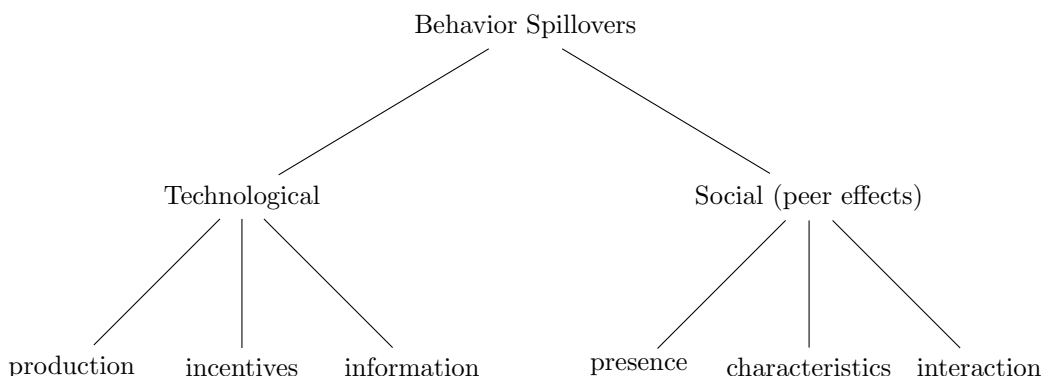 Behavior Spillovers
Technological
Social (peer effects)
production
incentives
information
presence
characteristics
interaction